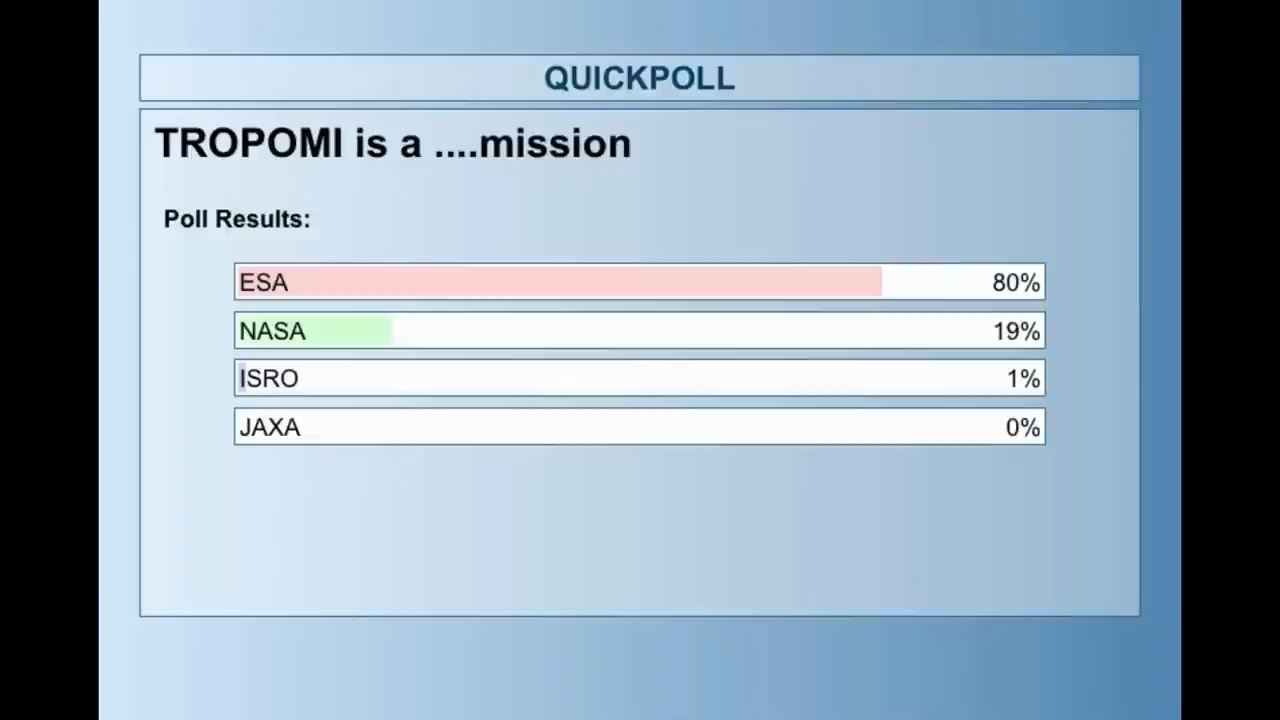 QUICKPOLL
TROPOMI is a ....mission
Poll Results:
ESA 80%
NASA 19%
ISRO 1%
JAXA 0%